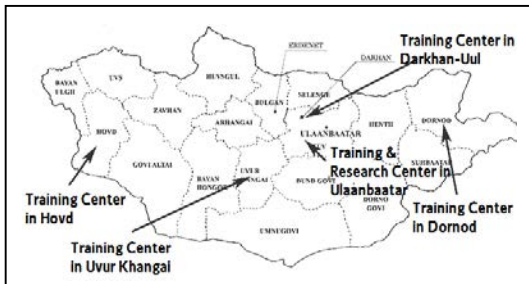 Training Center in
Darkhan-Uul
ERDENET
DARKHAN
UVS
HUVSGUL
BAYAN
ULGII
SELENGE
ZAVHAN
BULGAN
ARHANGAI
ULAANBAATAR
HENTII
DORNOD
HOVD
Training &
Research Center in
Ulaanbaatar
SUHBAATAR
GOVI ALTAI
BAYAN
HONGOR
UVER
HANGAI
DUND GOVI
DORNO
GOVI
Training Center
in Hovd
Training Center
in Dornod
UMNUGOVI
Training Center
in Uvur Khangai